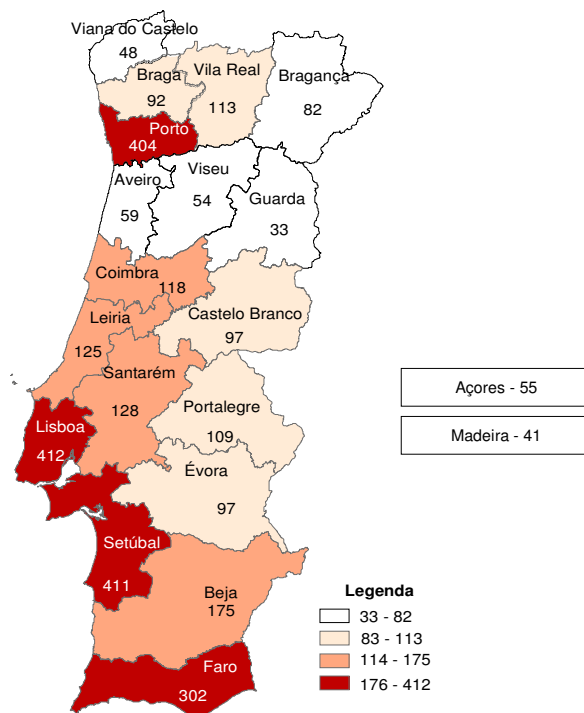 Viana do Castelo
48
Braga
92
Vila Real
113
Bragança
82
Porto
404
Aveiro
59
Viseu
54
Guarda
33
Coimbra
118
Leiria
125
Castelo Branco
97
Santarém
128
Açores - 55
Madeira - 41
Portalegre
109
Lisboa
412
Évora
97
Setúbal
411
Beja
175
Faro
302
Legenda
33 - 82
83 - 113
114 - 175
176 - 412